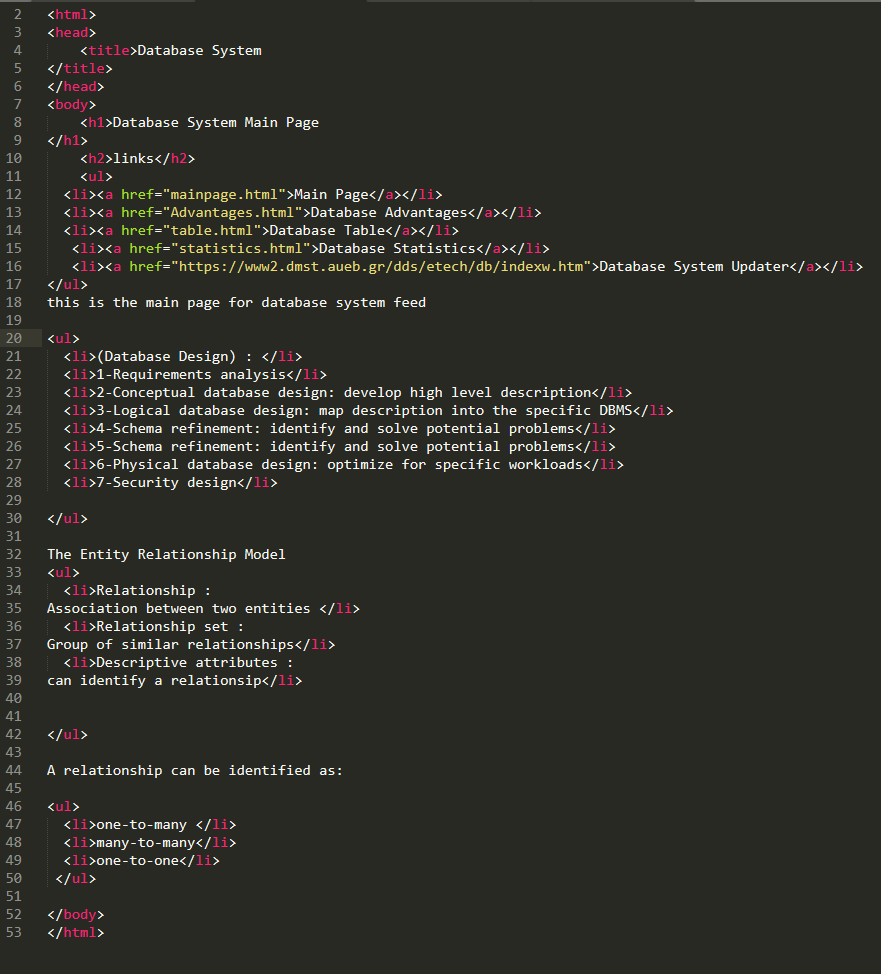 2 <html>
3 <head>
4     <title>Database System
5 </title>
6 </head>
7 <body>
8     <h1>Database System Main Page
9 </h1>
10     <h2>links</h2>
11     <ul>
12   <li><a href="mainpage.html">Main Page</a></li>
13   <li><a href="Advantages.html">Database Advantages</a></li>
14   <li><a href="table.html">Database Table</a></li>
15    <li><a href="statistics.html">Database Statistics</a></li>
16    <li><a href="https://www2.dmst.aueb.gr/dds/etech/db/indexw.htm">Database System Updater</a></li>
17 </ul>
18 this is the main page for database system feed
19
20 <ul>
21   <li>(Database Design) : </li>
22   <li>1-Requirements analysis</li>
23   <li>2-Conceptual database design: develop high level description</li>
24   <li>3-Logical database design: map description into the specific DBMS</li>
25   <li>4-Schema refinement: identify and solve potential problems</li>
26   <li>5-Schema refinement: identify and solve potential problems</li>
27   <li>6-Physical database design: optimize for specific workloads</li>
28   <li>7-Security design</li>
29
30 </ul>
31
32 The Entity Relationship Model
33 <ul>
34   <li>Relationship :
35 Association between two entities </li>
36   <li>Relationship set :
37 Group of similar relationships</li>
38   <li>Descriptive attributes :
39 can identify a relationsip</li>
40
41
42 </ul>
43
44 A relationship can be identified as:
45
46 <ul>
47   <li>one-to-many </li>
48   <li>many-to-many</li>
49   <li>one-to-one</li>
50  </ul>
51
52 </body>
53 </html>